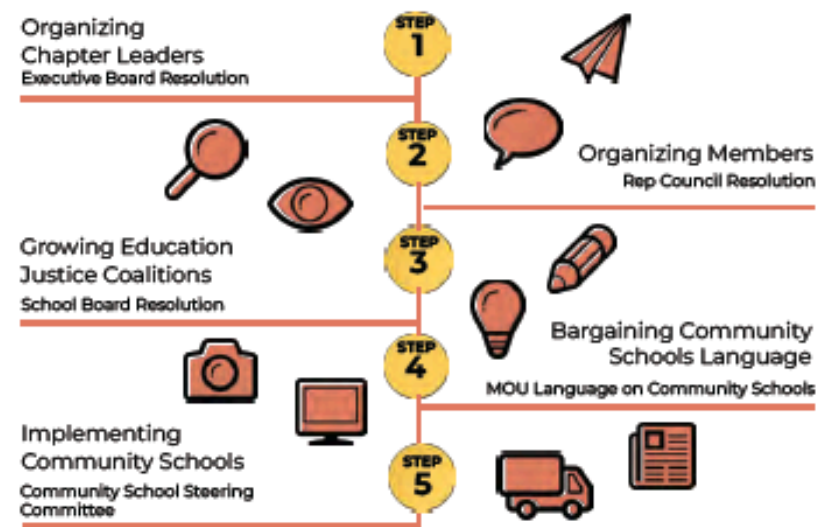 Organizing
Chapter Leaders
Executive Board Resolution
STEP
1
STEP
2
Organizing Members
Rep Council Resolution
Growing Education
Justice Coalitions
School Board Resolution
STEP
3
STEP
4
Bargaining Community
Schools Language
MOU Language on Community Schools
Implementing
Community Schools
Community School Steering
Committee
STEP
5